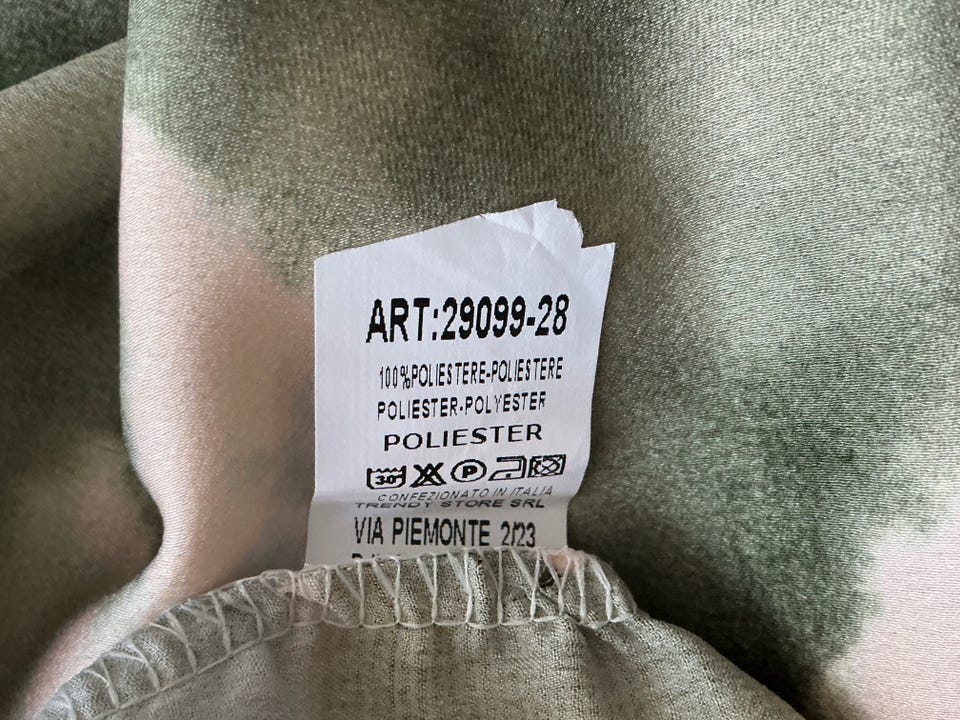 ART:29099-28
100%POLIESTERE-POLIESTERE
POLIESTER-POLYESTER
POLIESTER
30° P
CONFEZIONATO IN ITALIA
TRENDY STORE SRL
VIA PIEMONTE 2/23